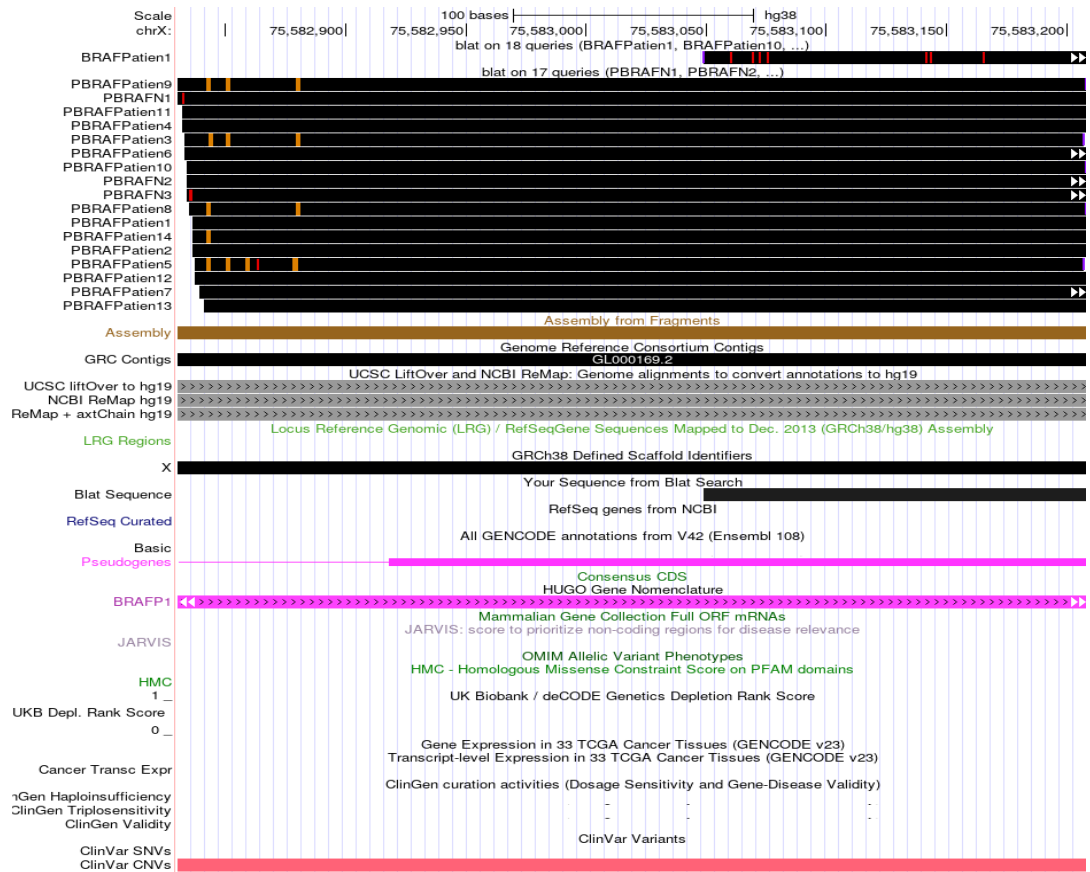 Scale 100 bases hg38
chrX: 75,582,900 75,582,950 75,583,000 75,583,050 75,583,100 75,583,150 75,583,200
blat on 18 queries (BRAFPatien1, BRAFPatien10, ...)
BRAFPatien1
blat on 17 queries (PBRAFN1, PBRAFN2, ...)
PBRAFPatien9
PBRAFN1
PBRAFPatien11
PBRAFPatien4
PBRAFPatien3
PBRAFPatien6
PBRAFPatien10
PBRAFN2
PBRAFN3
PBRAFPatien8
PBRAFPatien1
PBRAFPatien14
PBRAFPatien2
PBRAFPatien5
PBRAFPatien12
PBRAFPatien7
PBRAFPatien13
Assembly from Fragments
Assembly
Genome Reference Consortium Contigs
GRC Contigs GL000169.2
UCSC LiftOver and NCBI ReMap: Genome alignments to convert annotations to hg19
UCSC liftOver to hg19
NCBI ReMap hg19
ReMap + axtChain hg19
Locus Reference Genomic (LRG) / RefSeqGene Sequences Mapped to Dec. 2013 (GRCh38/hg38) Assembly
LRG Regions
GRCh38 Defined Scaffold Identifiers
X
Your Sequence from Blat Search
Blat Sequence
RefSeq genes from NCBI
RefSeq Curated
All GENCODE annotations from V42 (Ensembl 108)
Basic
Pseudogenes
Consensus CDS
HUGO Gene Nomenclature
BRAFP1
Mammalian Gene Collection Full ORF mRNAs
JARVIS: score to prioritize non-coding regions for disease relevance
JARVIS
OMIM Allelic Variant Phenotypes
HMC - Homologous Missense Constraint Score on PFAM domains
HMC
1 _
UK Biobank / deCODE Genetics Depletion Rank Score
UKB Depl. Rank Score
0 _
Gene Expression in 33 TCGA Cancer Tissues (GENCODE v23)
Transcript-level Expression in 33 TCGA Cancer Tissues (GENCODE v23)
Cancer Transc Expr
ClinGen curation activities (Dosage Sensitivity and Gene-Disease Validity)
nGen Haploinsufficiency
ClinGen Triplosensitivity
ClinGen Validity
ClinVar Variants
ClinVar SNVs
ClinVar CNVs